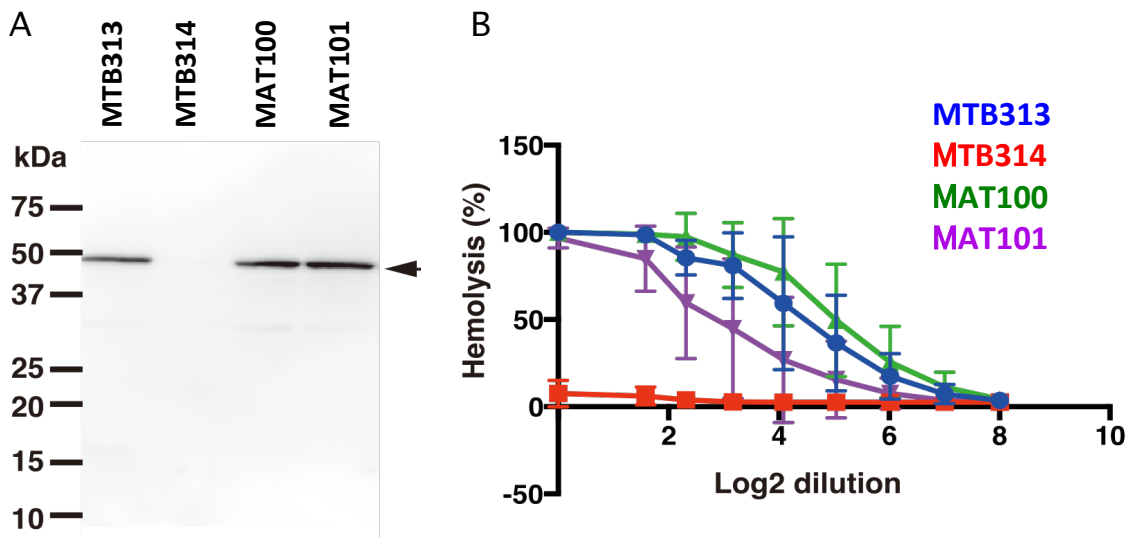 A
MTB313
MTB314
MAT100
MAT101
kDa
75
50
37
25
20
15
10
B
MTB313
MTB314
MAT100
MAT101
Hemolysis (%)
150
100
50
0
-50
2
4
6
8
10
Log2 dilution